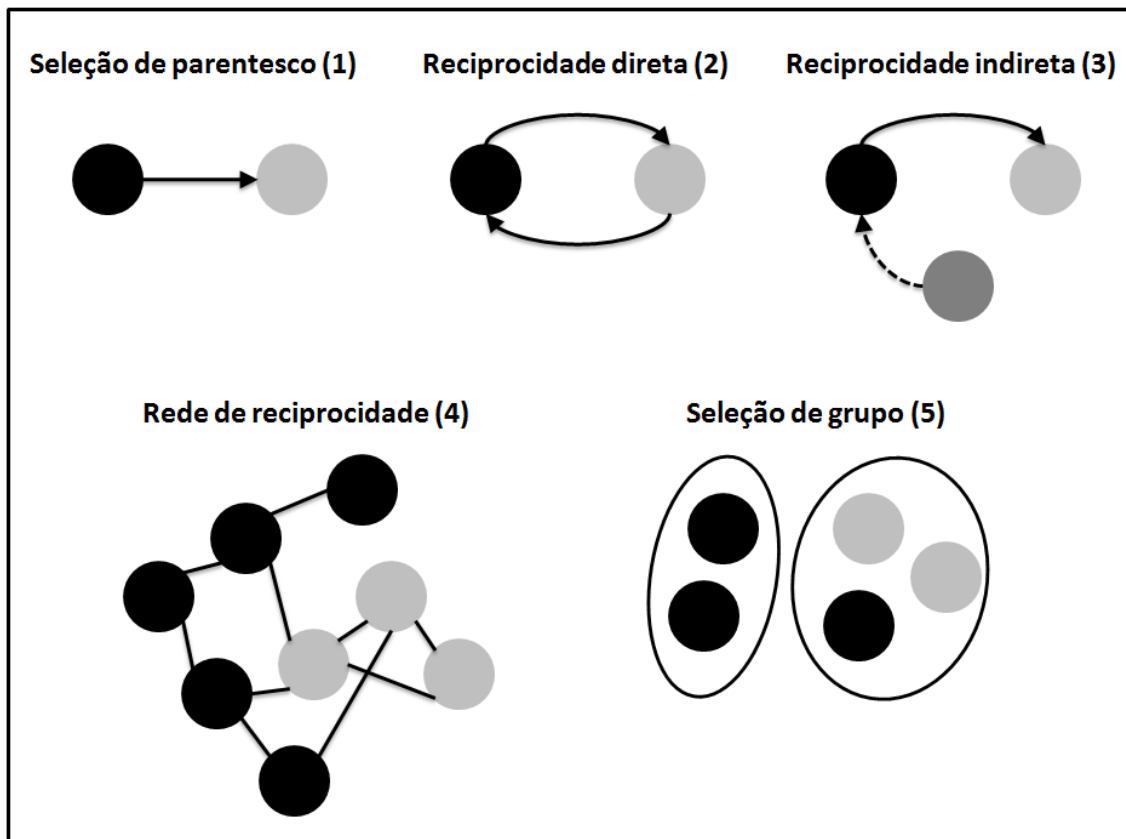 Seleção de parentesco (1)
Reciprocidade direta (2)
Reciprocidade indireta (3)
Rede de reciprocidade (4)
Seleção de grupo (5)